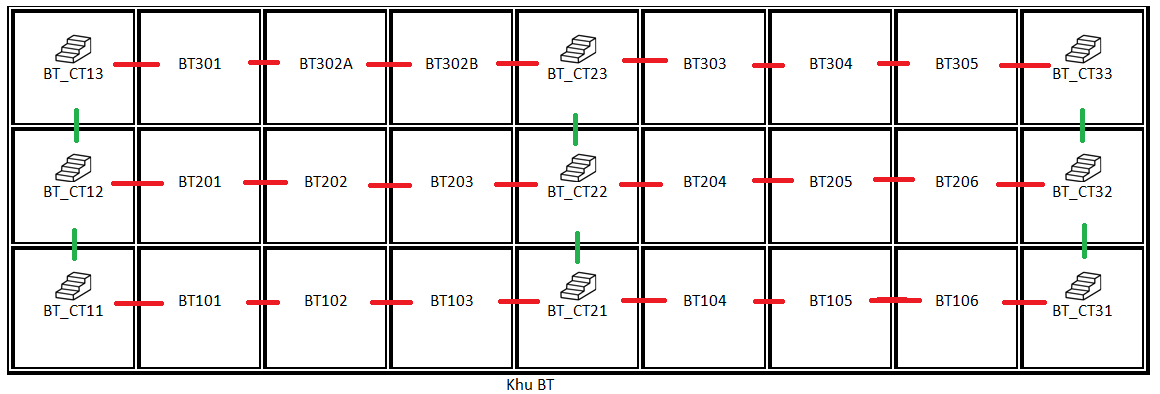 BT_CT13 BT301 BT302A BT302B BT_CT23 BT303 BT304 BT305 BT_CT33
BT_CT12 BT201 BT202 BT203 BT_CT22 BT204 BT205 BT206 BT_CT32
BT_CT11 BT101 BT102 BT103 BT_CT21 BT104 BT105 BT106 BT_CT31
Khu BT